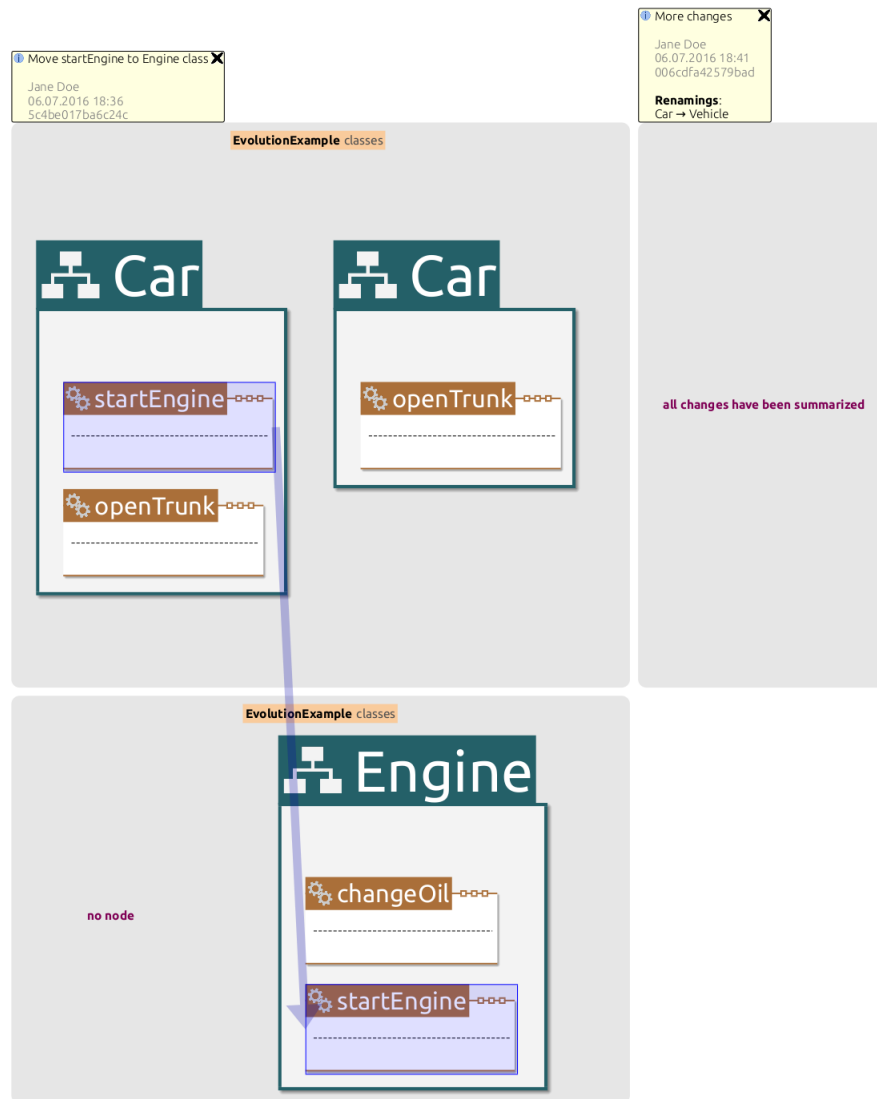 Move startEngine to Engine class
Jane Doe
06.07.2016 18:36
5c4be017ba6c24c
More changes
Jane Doe
06.07.2016 18:41
006cdfa42579bad
Renamings:
Car → Vehicle
EvolutionExample classes
Car
startEngine
openTrunk
Car
openTrunk
all changes have been summarized
EvolutionExample classes
no node
Engine
changeOil
startEngine